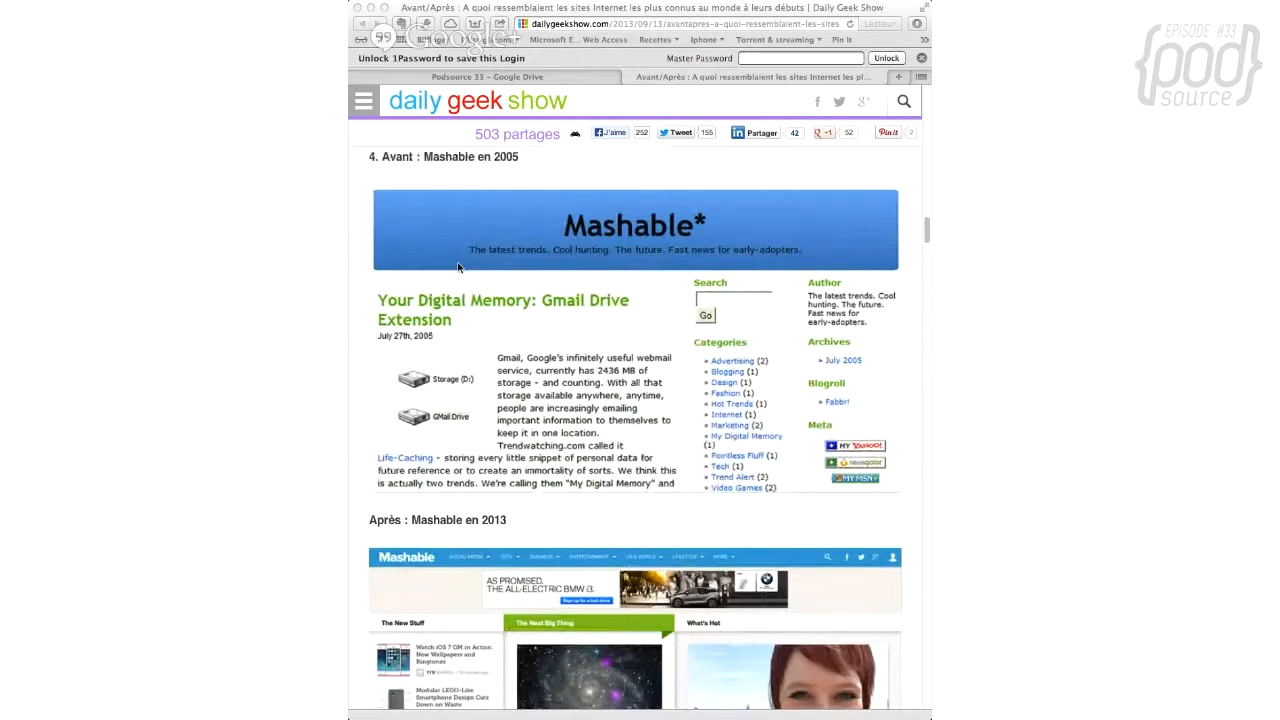 Avant/Après : A quoi ressemblaient les sites Internet les plus connus au monde à leurs débuts | Daily Geek Show
dailygeekshow.com/2013/09/13/avantapres-a-quoi-ressemblaient-les-sites
Lecteur
Google+
Microsoft E... Web Access
Recettes
Iphone
Torrent & streaming
Pin It
Unlock 1Password to save this Login
Master Password
Unlock
Podsource 33 – Google Drive
Avant/Après : A quoi ressemblaient les sites Internet les pl...
EPISODE #33
{pod}
source
daily geek show
503 partages
J'aime
252
Tweet
155
Partager
42
+1
52
Pin it
2
4. Avant : Mashable en 2005
Mashable*
The latest trends. Cool hunting. The future. Fast news for early-adopters.
Your Digital Memory: Gmail Drive
Extension
July 27th, 2005
Storage (D:)
GMail Drive
Gmail, Google's infinitely useful webmail
service, currently has 2436 MB of
storage - and counting. With all that
storage available anywhere, anytime,
people are increasingly emailing
important information to themselves to
keep it in one location.
Trendwatching.com called it
Life-Caching - storing every little snippet of personal data for
future reference or to create an immortality of sorts. We think this
is actually two trends. We're calling them "My Digital Memory" and
Search
Go
Categories
» Advertising (2)
» Blogging (1)
» Design (1)
» Fashion (1)
» Hot Trends (1)
» Internet (1)
» Marketing (2)
» My Digital Memory
(1)
» Pointless Fluff (1)
» Tech (1)
» Trend Alert (2)
» Video Games (2)
Author
The latest trends. Cool
hunting. The future.
Fast news for
early-adopters.
Archives
» July 2005
Blogroll
» Fabbr!
Meta
MY YAHOO!
newsgator
MY MSN
Après : Mashable en 2013
Mashable
SOCIAL MEDIA
TECH
BUSINESS
ENTERTAINMENT
US & WORLD
LIFESTYLE
MORE
AS PROMISED.
THE ALL-ELECTRIC BMW i3.
The New Stuff
The Next Big Thing
What's Hot
Watch iOS 7 GM in Action:
New Wallpapers and
Ringtones
Modular LEGO-Like
Smartphone Design Cuts
Down on Waste